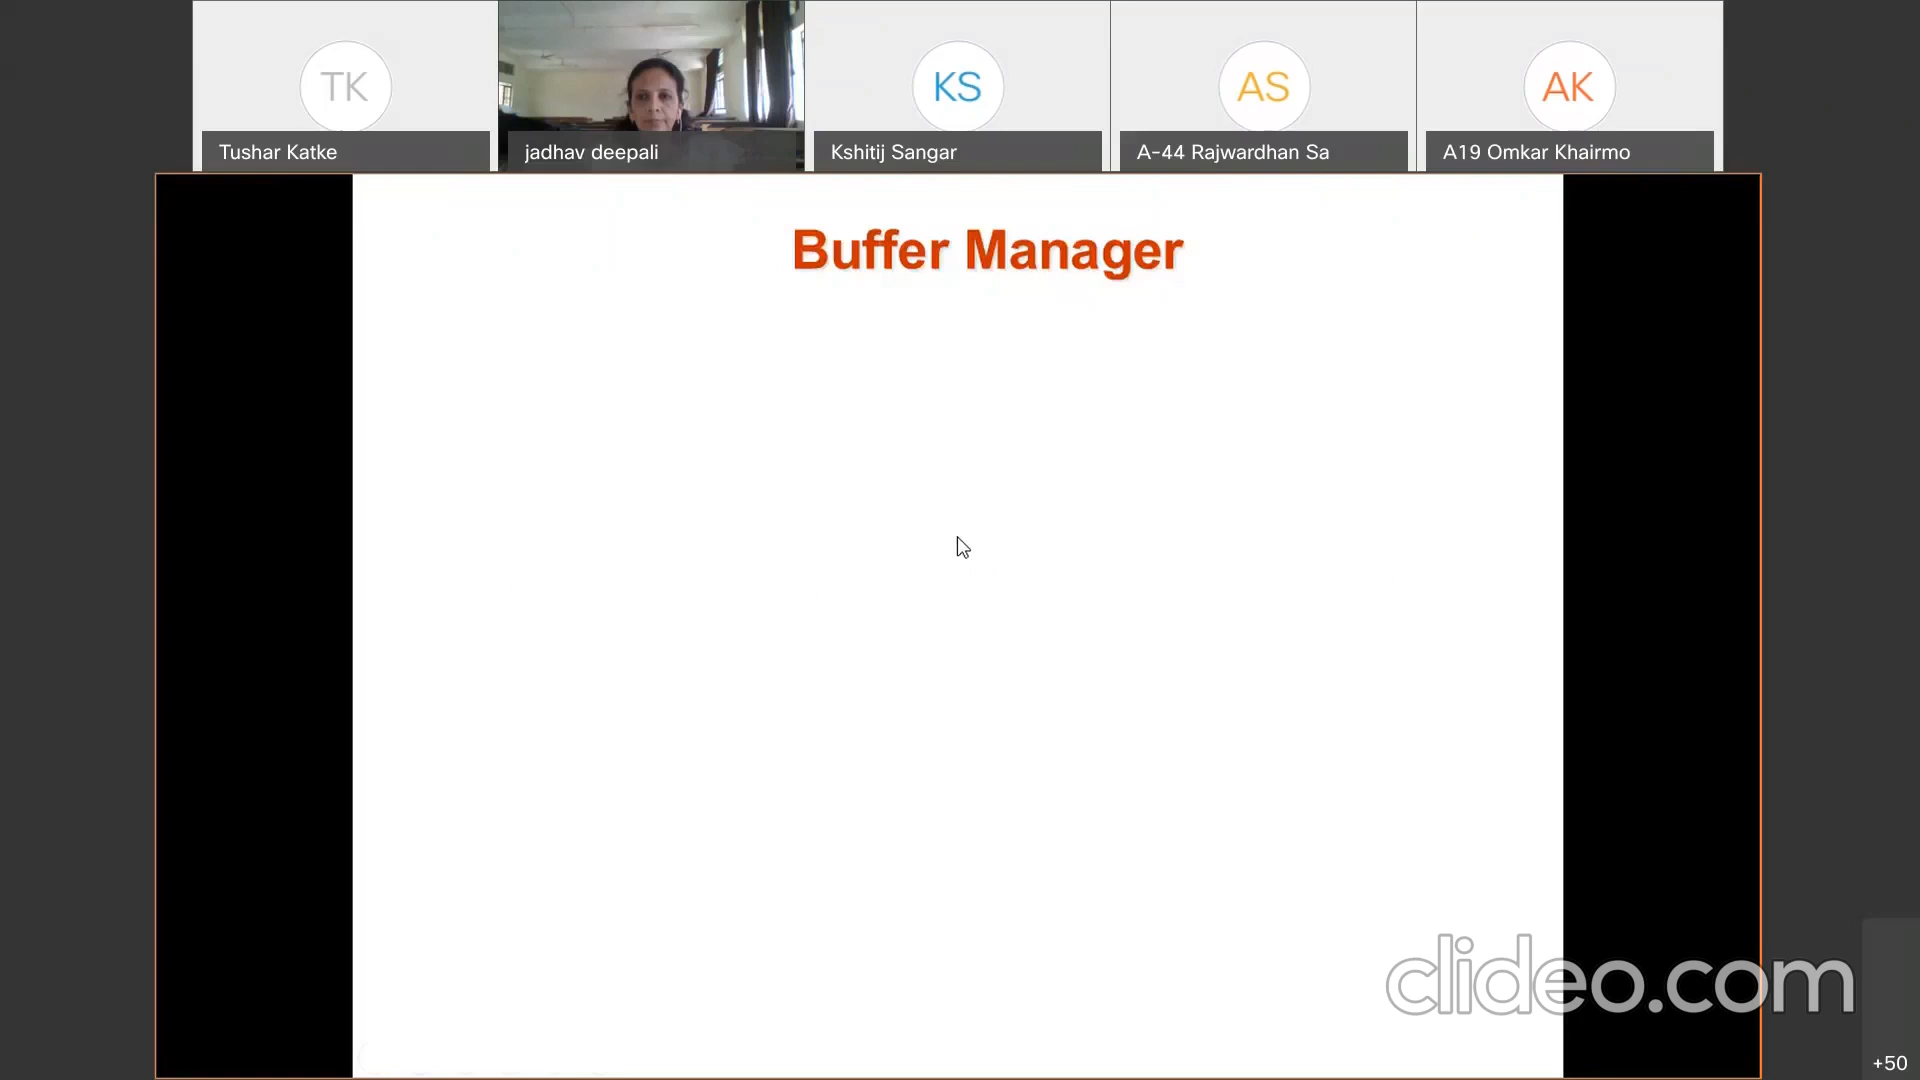 TK
KS
AS
AK
Tushar Katke
jadhav deepali
Kshitij Sangar
A-44 Rajwardhan Sa
A19 Omkar Khairmo
Buffer Manager
clideo.com
+50